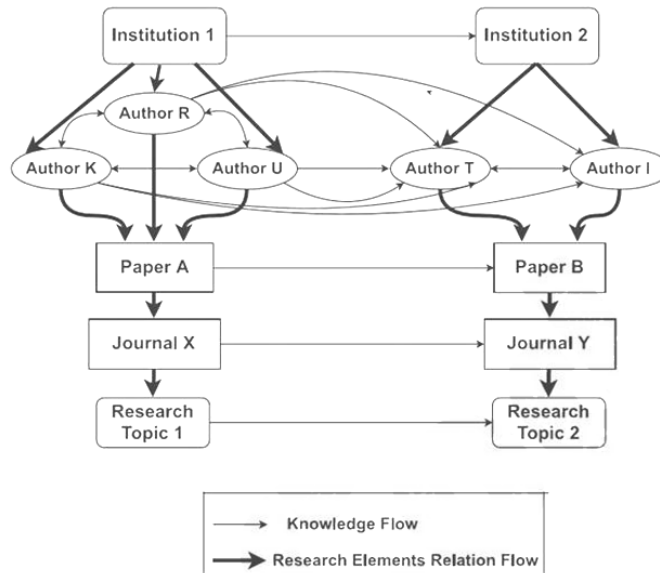 Institution 1
Institution 2
Author R
Author K
Author U
Author T
Author I
Paper A
Paper B
Journal X
Journal Y
Research
Topic 1
Research
Topic 2
Knowledge Flow
Research Elements Relation Flow